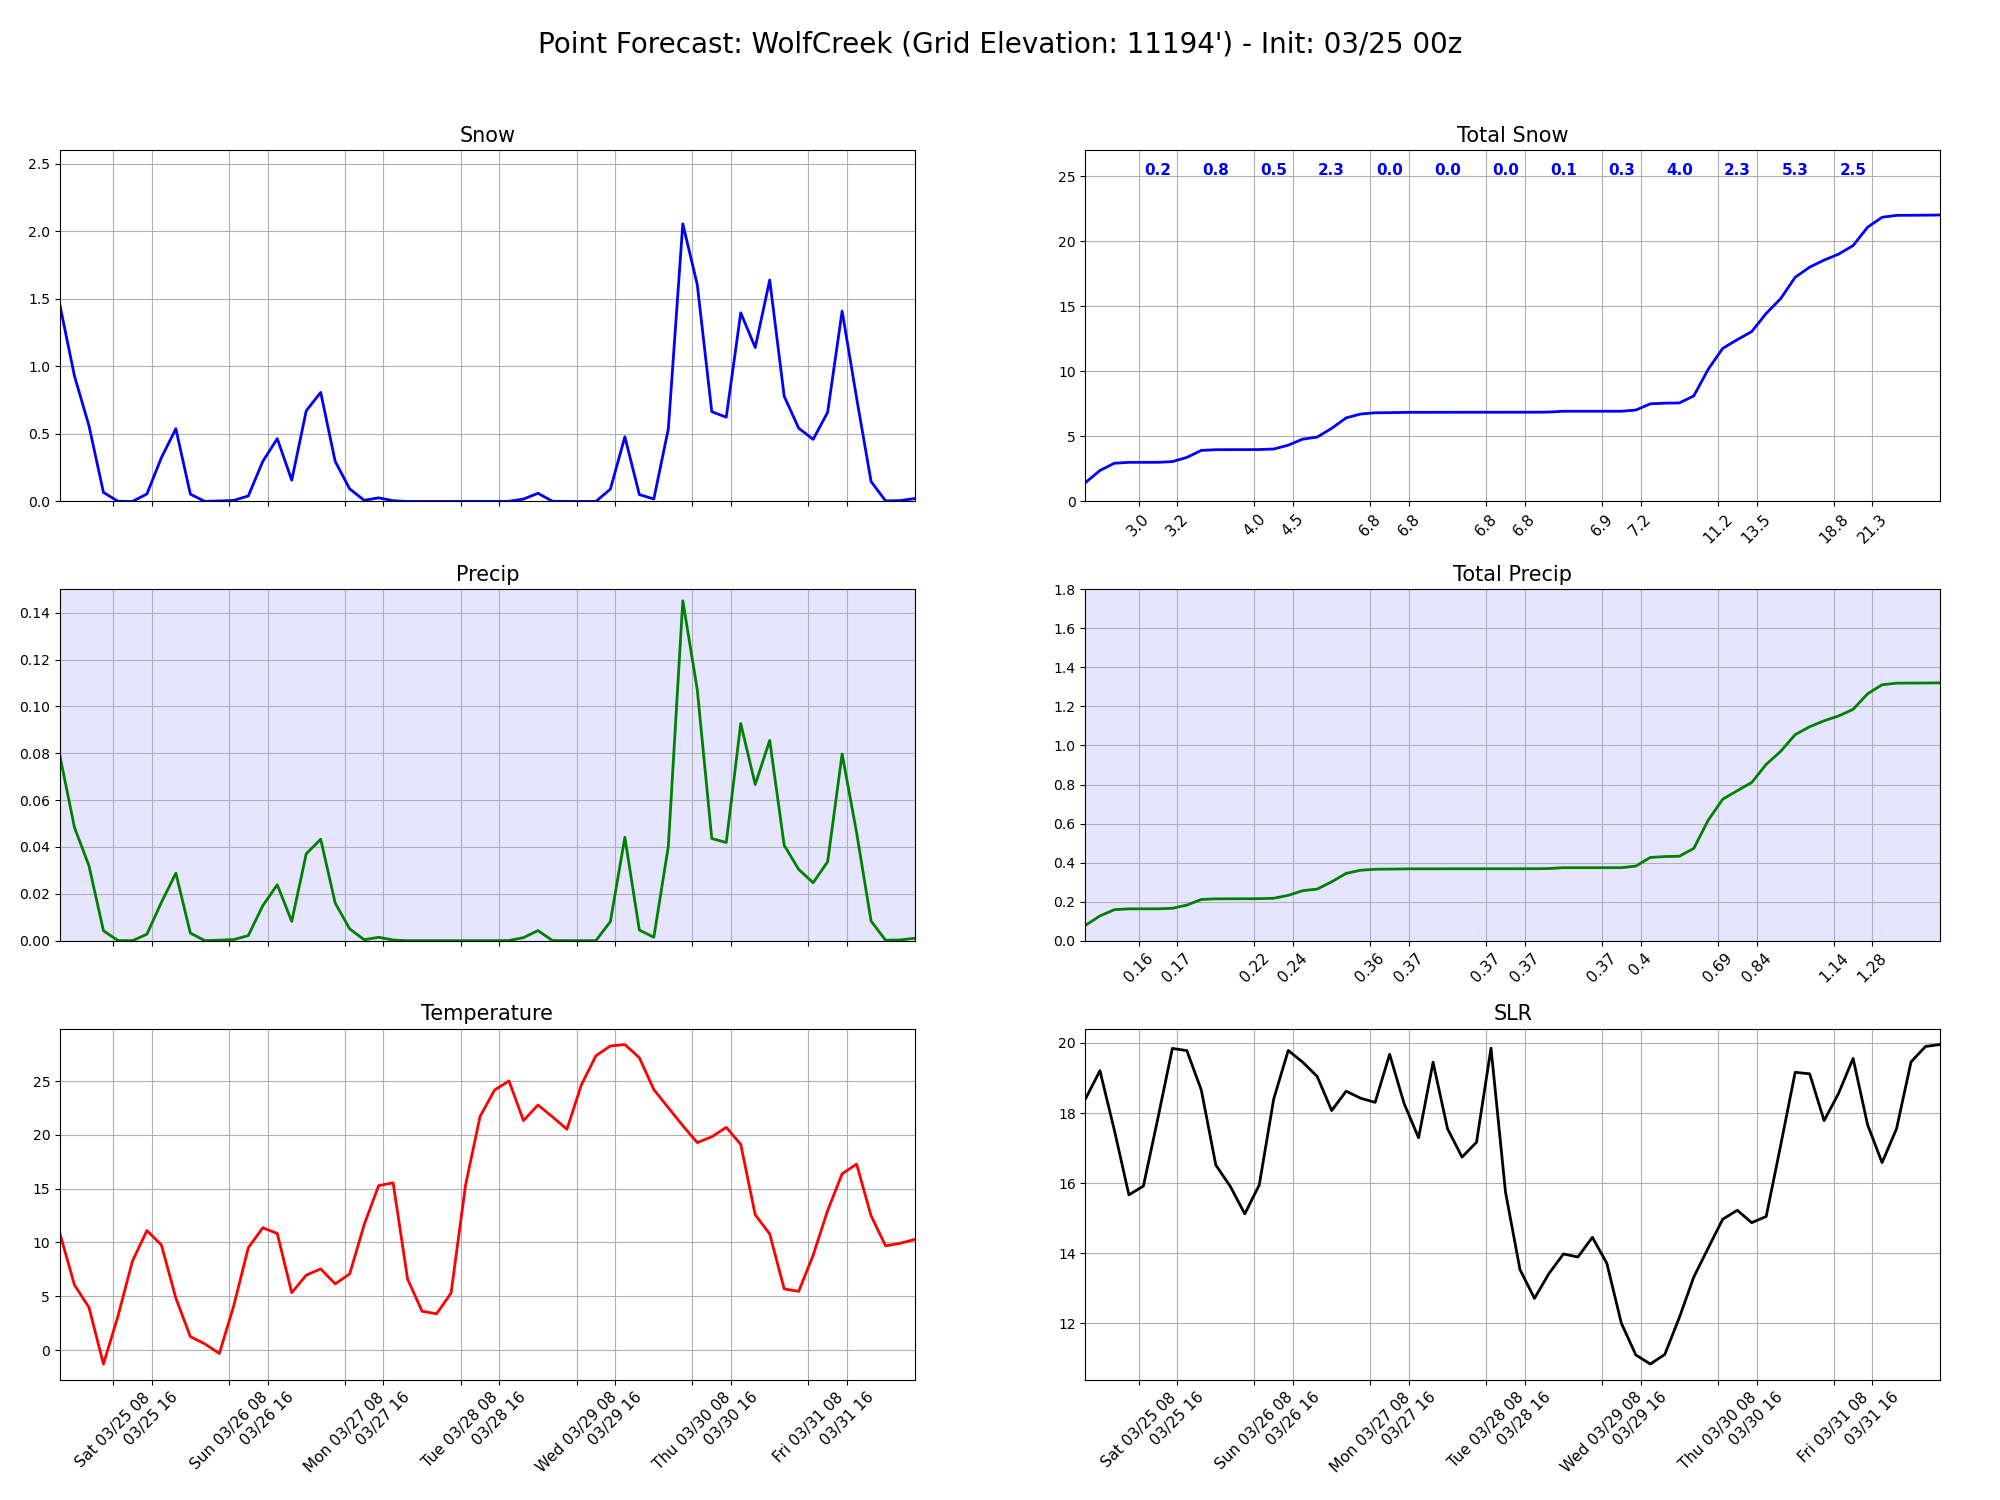 Point Forecast: WolfCreek (Grid Elevation: 11194') - Init: 03/25 00z
Snow
2.5
2.0
1.5
1.0
0.5
0.0
Total Snow
0.2 0.8 0.5 2.3 0.0 0.0 0.0 0.1 0.3 4.0 2.3 5.3 2.5
25
20
15
10
5
0
3.0 3.2 4.0 4.5 6.8 6.8 6.8 6.8 6.9 7.2 11.2 13.5 18.8 21.3
Precip
0.14
0.12
0.10
0.08
0.06
0.04
0.02
0.00
Total Precip
1.8
1.6
1.4
1.2
1.0
0.8
0.6
0.4
0.2
0.0
0.16 0.17 0.22 0.24 0.36 0.37 0.37 0.37 0.37 0.4 0.69 0.84 1.14 1.28
Temperature
25
20
15
10
5
0
Sat 03/25 08
03/25 16
Sun 03/26 08
03/26 16
Mon 03/27 08
03/27 16
Tue 03/28 08
03/28 16
Wed 03/29 08
03/29 16
Thu 03/30 08
03/30 16
Fri 03/31 08
03/31 16
SLR
20
18
16
14
12
Sat 03/25 08
03/25 16
Sun 03/26 08
03/26 16
Mon 03/27 08
03/27 16
Tue 03/28 08
03/28 16
Wed 03/29 08
03/29 16
Thu 03/30 08
03/30 16
Fri 03/31 08
03/31 16